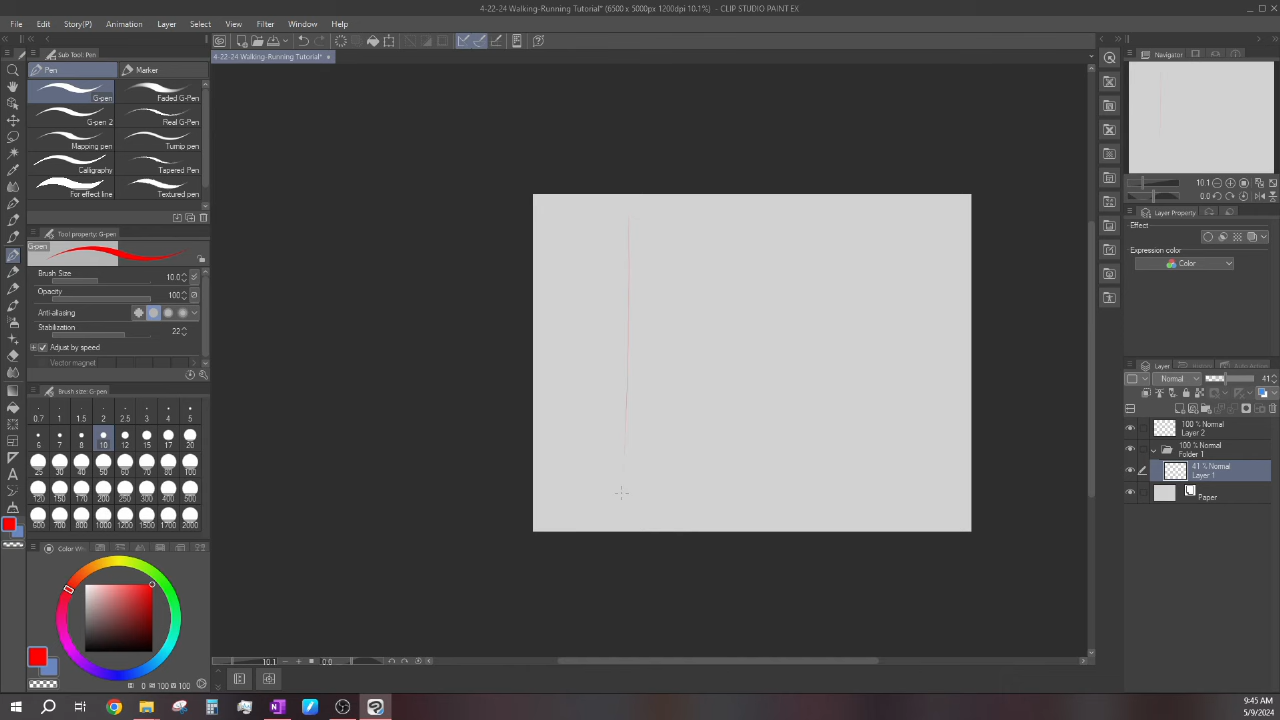 4-22-24 Walking-Running Tutorial* (6500 x 5000px 1200dpi 10.1%) - CLIP STUDIO PAINT EX
File Edit Story(P) Animation Layer Select View Filter Window Help
4-22-24 Walking-Running Tutorial*
Sub Tool: Pen
Pen Marker
G-pen Faded G-Pen
G-pen 2 Real G-Pen
Mapping pen Turnip pen
Calligraphy Tapered Pen
For effect line Textured pen
Tool property: G-pen
G-pen
Brush Size 10.0
Opacity 100
Anti-aliasing
Stabilization 22
Adjust by speed
Vector magnet
Brush size: G-pen
0.7 1 1.5 2 2.5 3 4 5
6 7 8 10 12 15 17 20
25 30 40 50 60 70 80 100
120 150 170 200 250 300 400 500
600 700 800 1000 1200 1500 1700 2000
Color Wh
0 100 100
10.1 0.0
Navigator
10.1
0.0
Layer Property
Effect
Expression color
Color
Layer History Auto Action
Normal 41
100 % Normal
Layer 2
100 % Normal
Folder 1
41 % Normal
Layer 1
Paper
9:45 AM
5/9/2024